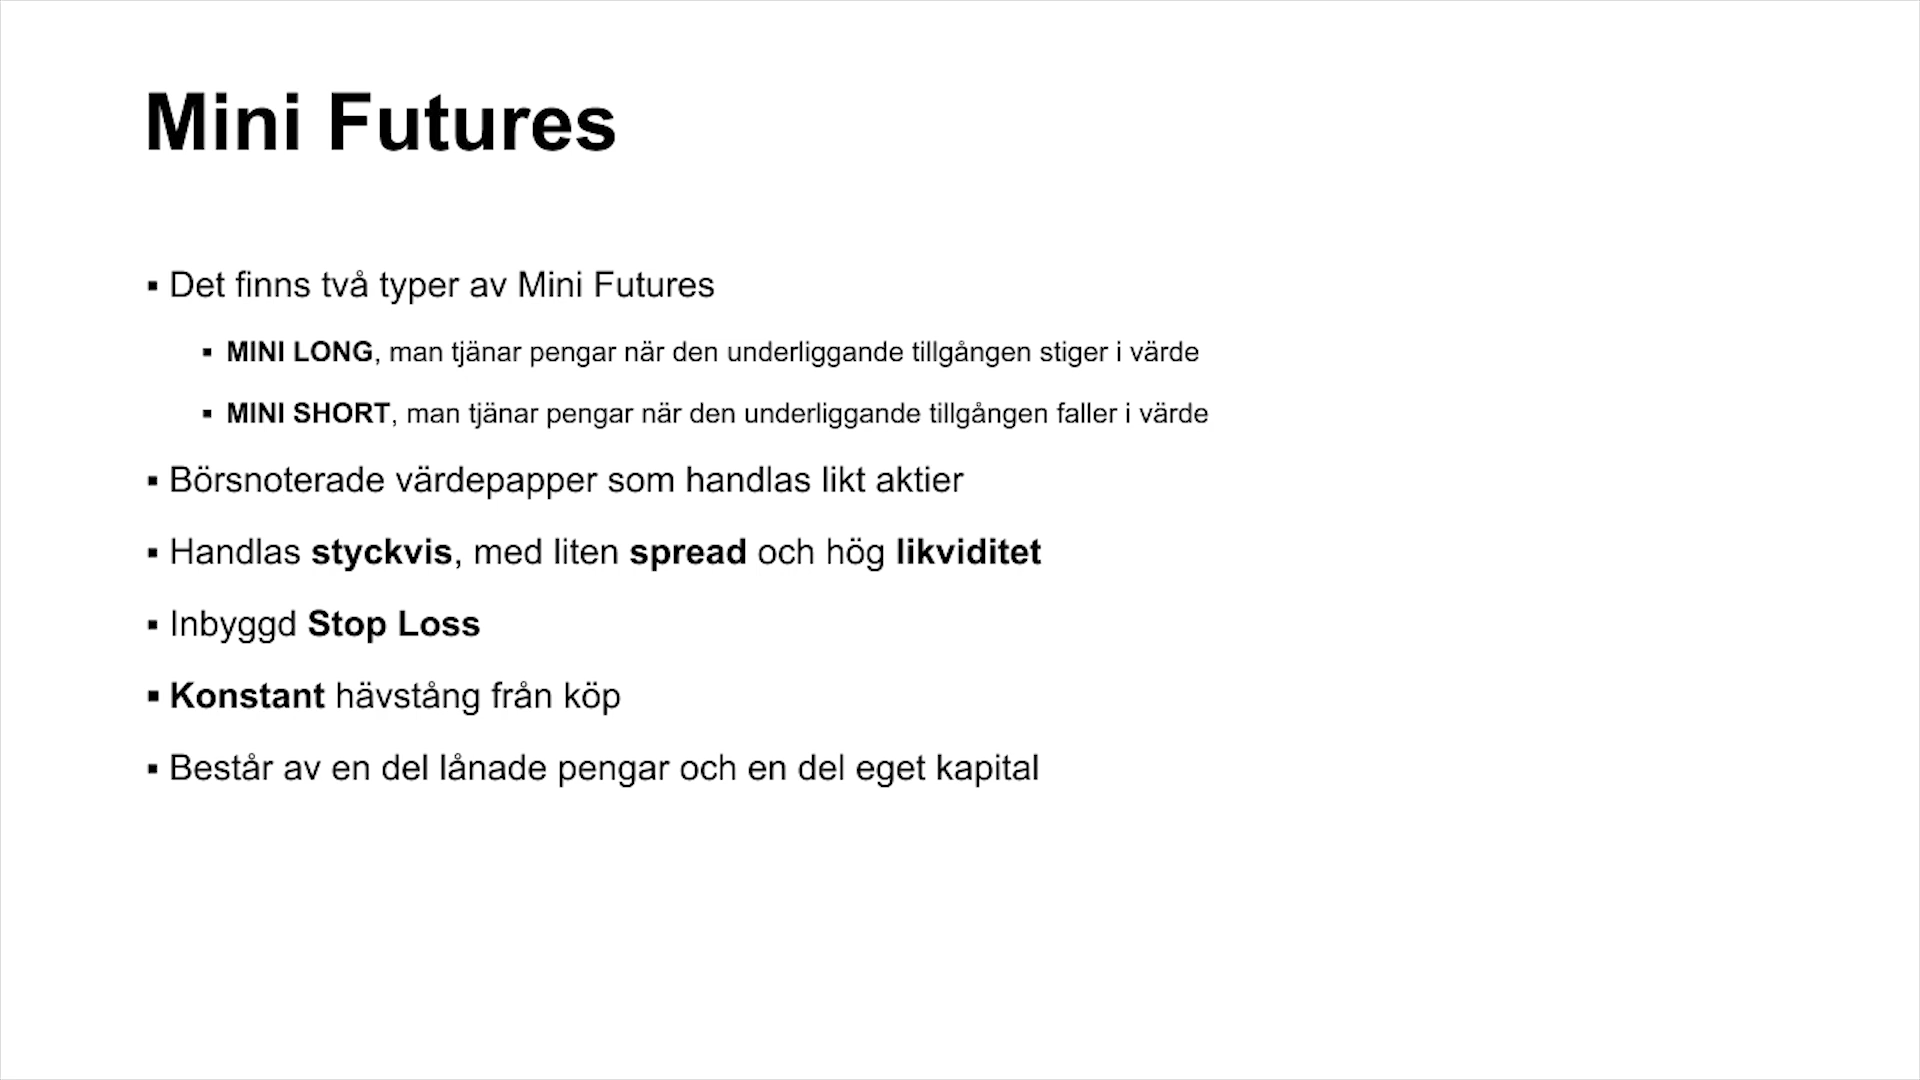 Mini Futures
▪ Det finns två typer av Mini Futures
▪ MINI LONG, man tjänar pengar när den underliggande tillgången stiger i värde
▪ MINI SHORT, man tjänar pengar när den underliggande tillgången faller i värde
▪ Börsnoterade värdepapper som handlas likt aktier
▪ Handlas styckvis, med liten spread och hög likviditet
▪ Inbyggd Stop Loss
▪ Konstant hävstång från köp
▪ Består av en del lånade pengar och en del eget kapital